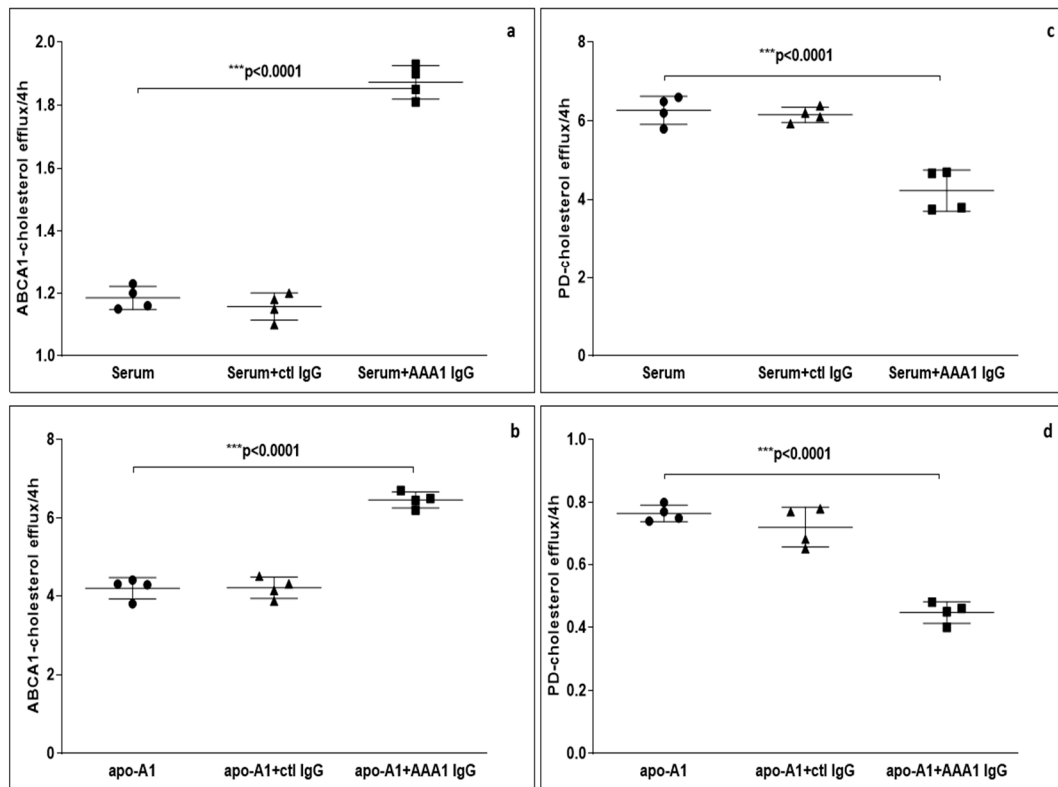 a
ABCA1-cholesterol efflux/4h
2.0
1.8
1.6
1.4
1.2
1.0
***p<0.0001
Serum
Serum+ctl IgG
Serum+AAA1 IgG
c
PD-cholesterol efflux/4h
8
6
4
2
0
***p<0.0001
Serum
Serum+ctl IgG
Serum+AAA1 IgG
b
ABCA1-cholesterol efflux/4h
8
6
4
2
0
***p<0.0001
apo-A1
apo-A1+ctl IgG
apo-A1+AAA1 IgG
d
PD-cholesterol efflux/4h
1.0
0.8
0.6
0.4
0.2
0.0
***p<0.0001
apo-A1
apo-A1+ctl IgG
apo-A1+AAA1 IgG